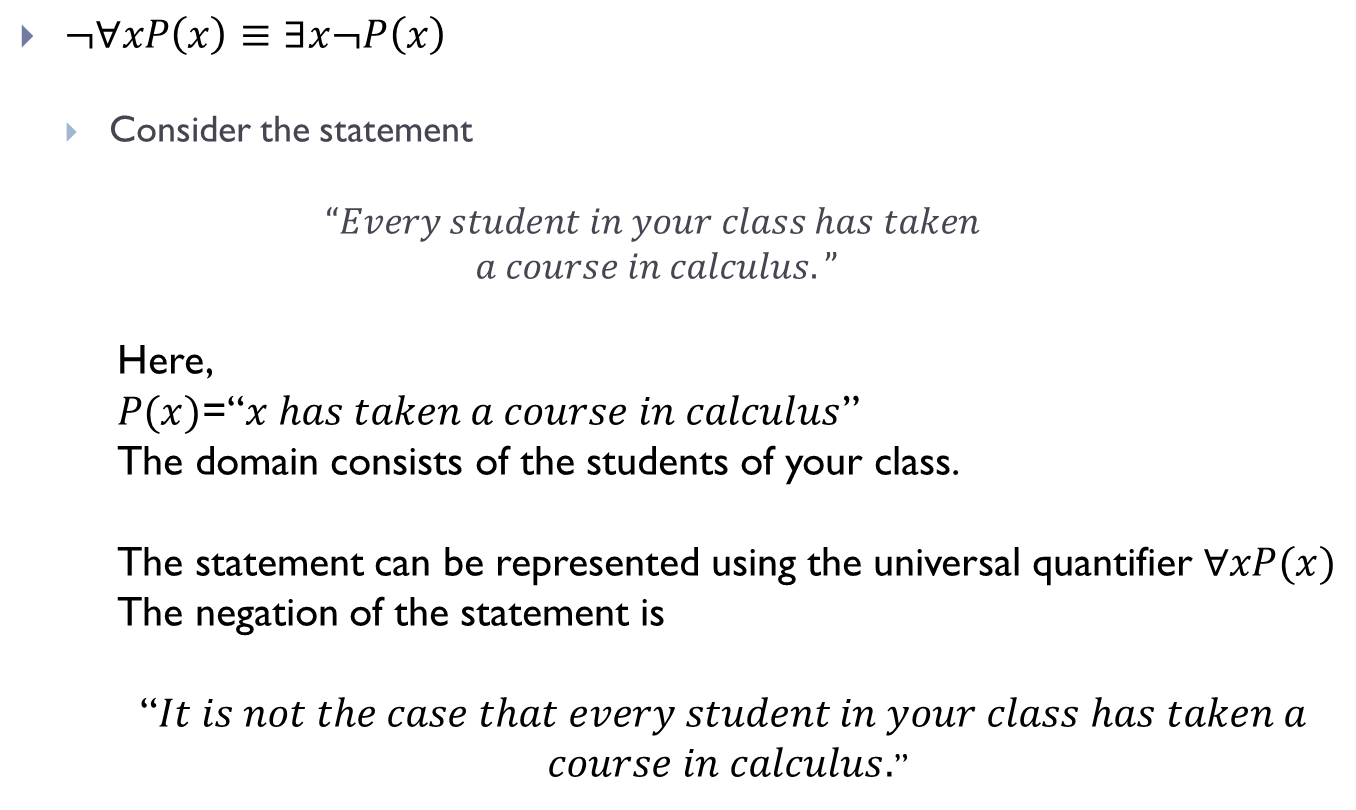 ¬∀xP(x) ≡ ∃x¬P(x)
Consider the statement
“Every student in your class has taken
a course in calculus.”
Here,
P(x)=“x has taken a course in calculus”
The domain consists of the students of your class.
The statement can be represented using the universal quantifier ∀xP(x)
The negation of the statement is
“It is not the case that every student in your class has taken a
course in calculus.”